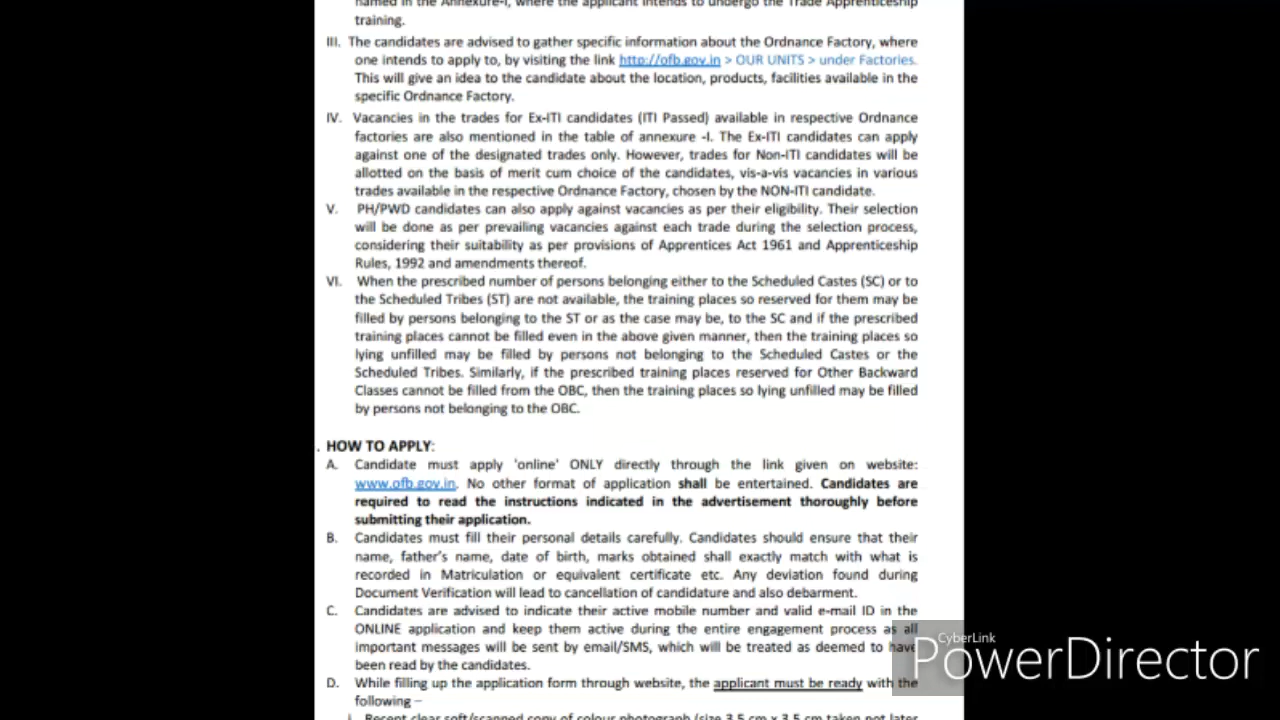 named in the Annexure-I, where the applicant intends to undergo the Trade Apprenticeship
training.
III. The candidates are advised to gather specific information about the Ordnance Factory, where
one intends to apply to, by visiting the link http://ofb.gov.in > OUR UNITS > under Factories.
This will give an idea to the candidate about the location, products, facilities available in the
specific Ordnance Factory.
IV. Vacancies in the trades for Ex-ITI candidates (ITI Passed) available in respective Ordnance
factories are also mentioned in the table of annexure -I. The Ex-ITI candidates can apply
against one of the designated trades only. However, trades for Non-ITI candidates will be
allotted on the basis of merit cum choice of the candidates, vis-a-vis vacancies in various
trades available in the respective Ordnance Factory, chosen by the NON-ITI candidate.
V. PH/PWD candidates can also apply against vacancies as per their eligibility. Their selection
will be done as per prevailing vacancies against each trade during the selection process,
considering their suitability as per provisions of Apprentices Act 1961 and Apprenticeship
Rules, 1992 and amendments thereof.
VI. When the prescribed number of persons belonging either to the Scheduled Castes (SC) or to
the Scheduled Tribes (ST) are not available, the training places so reserved for them may be
filled by persons belonging to the ST or as the case may be, to the SC and if the prescribed
training places cannot be filled even in the above given manner, then the training places so
lying unfilled may be filled by persons not belonging to the Scheduled Castes or the
Scheduled Tribes. Similarly, if the prescribed training places reserved for Other Backward
Classes cannot be filled from the OBC, then the training places so lying unfilled may be filled
by persons not belonging to the OBC.
. HOW TO APPLY:
A. Candidate must apply 'online' ONLY directly through the link given on website:
www.ofb.gov.in. No other format of application shall be entertained. Candidates are
required to read the instructions indicated in the advertisement thoroughly before
submitting their application.
B. Candidates must fill their personal details carefully. Candidates should ensure that their
name, father's name, date of birth, marks obtained shall exactly match with what is
recorded in Matriculation or equivalent certificate etc. Any deviation found during
Document Verification will lead to cancellation of candidature and also debarment.
C. Candidates are advised to indicate their active mobile number and valid e-mail ID in the
ONLINE application and keep them active during the entire engagement process as all
important messages will be sent by email/SMS, which will be treated as deemed to have
been read by the candidates.
D. While filling up the application form through website, the applicant must be ready with the
following –
i. Recent clear soft/scanned copy of colour photograph (size 3.5 cm x 3.5 cm taken not later
CyberLink
PowerDirector